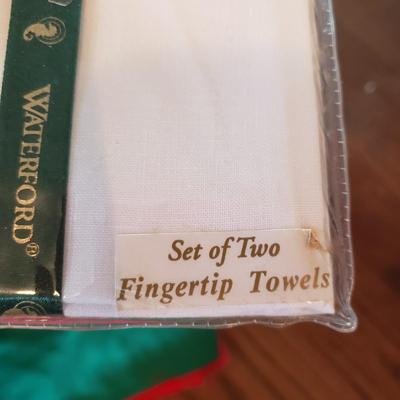 WATERFORD®
Set of Two
Fingertip Towels